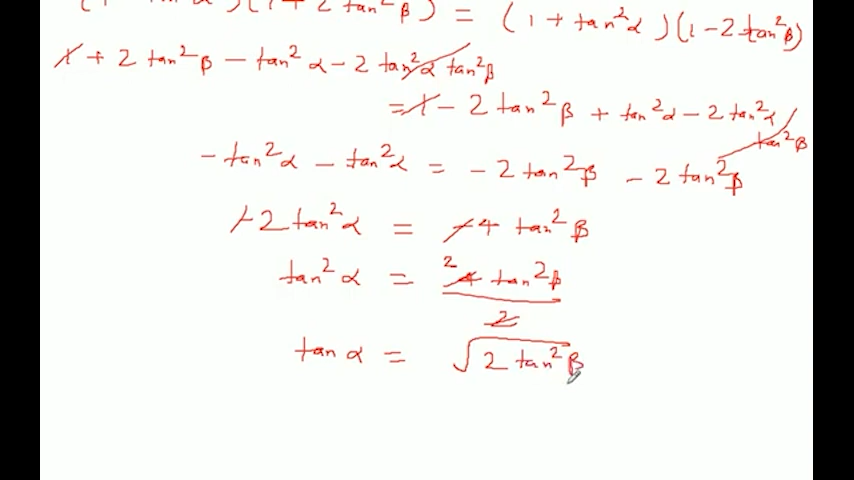 (1 + 2 tan²β) = (1 + tan²α)(1 - 2 tan²β)
1 + 2 tan²β - tan²α - 2 tan²α tan²β
= 1 - 2 tan²β + tan²α - 2 tan²α tan²β
- tan²α - tan²α = - 2 tan²β - 2 tan²β
- 2 tan²α = - 4 tan²β
tan²α = 2 4 tan²β
2
tan α = √2 tan²β